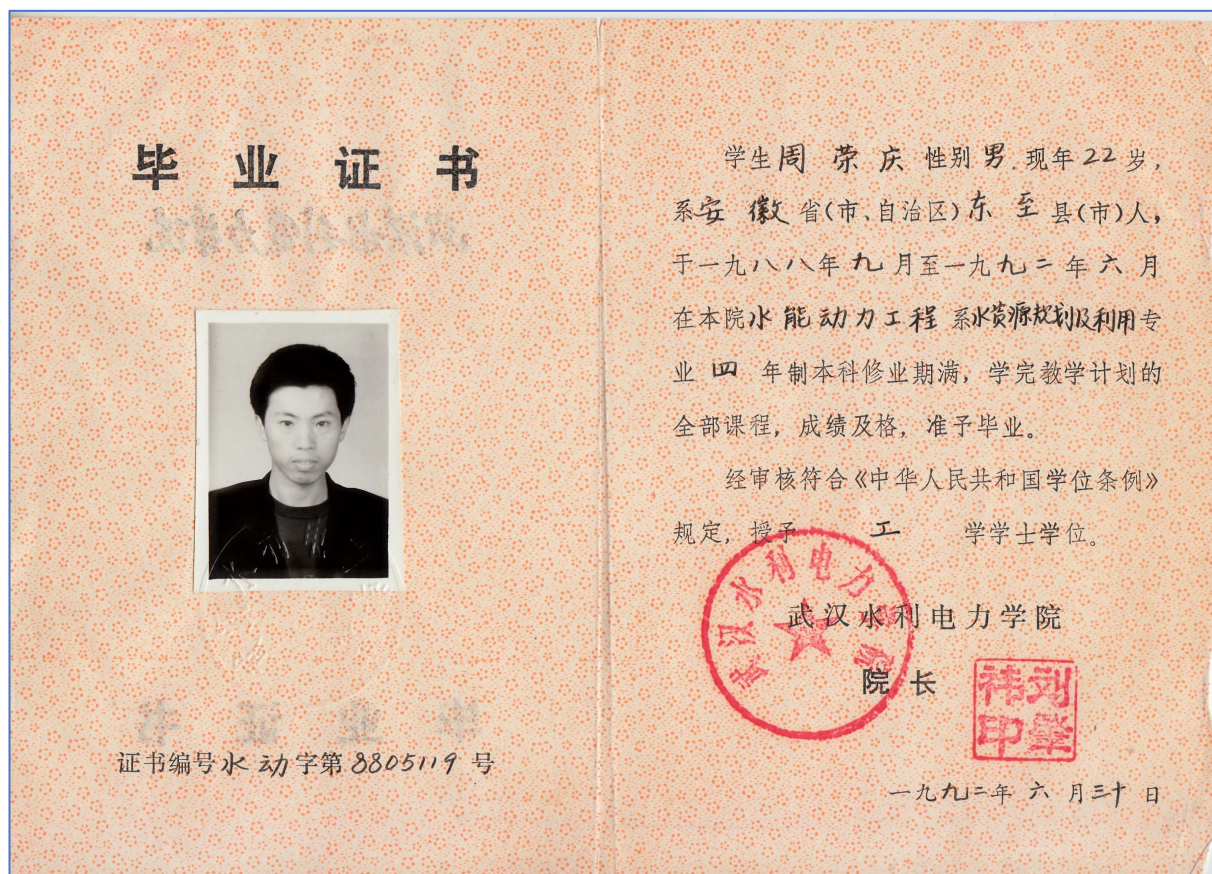 毕业证书
证书编号水动字第8805119号
学生周荣庆性别男.现年22岁,
系安徽省(市、自治区)东至县(市)人,
于一九八八年九月至一九九二年六月
在本院水能动力工程系水资源规划及利用专
业四年制本科修业期满,学完教学计划的
全部课程,成绩及格,准予毕业。
经审核符合《中华人民共和国学位条例》
规定,授予工学学士学位。
武汉水利电力学院
武汉水利电力学院
院长
刘肇祎印
一九九二年六月三十日